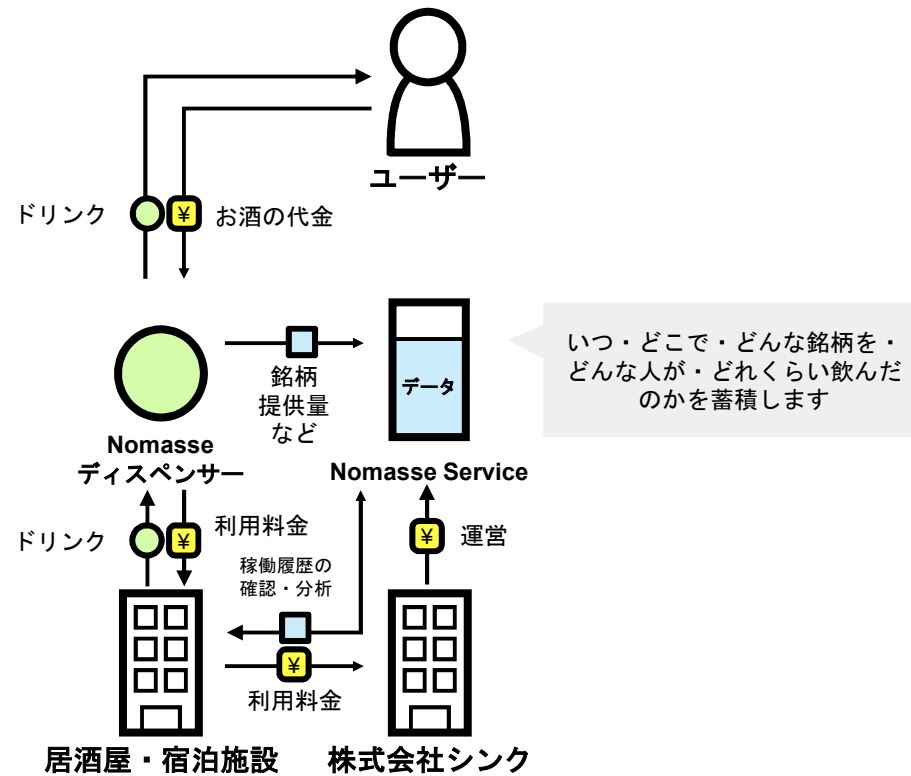 ユーザー
ドリンク
¥
お酒の代金
銘柄
提供量
など
データ
いつ・どこで・どんな銘柄を・
どんな人が・どれくらい飲んだ
のかを蓄積します
Nomasse
ディスペンサー
Nomasse Service
ドリンク
¥
利用料金
稼働履歴の
確認・分析
¥
運営
¥
利用料金
居酒屋・宿泊施設
株式会社シンク